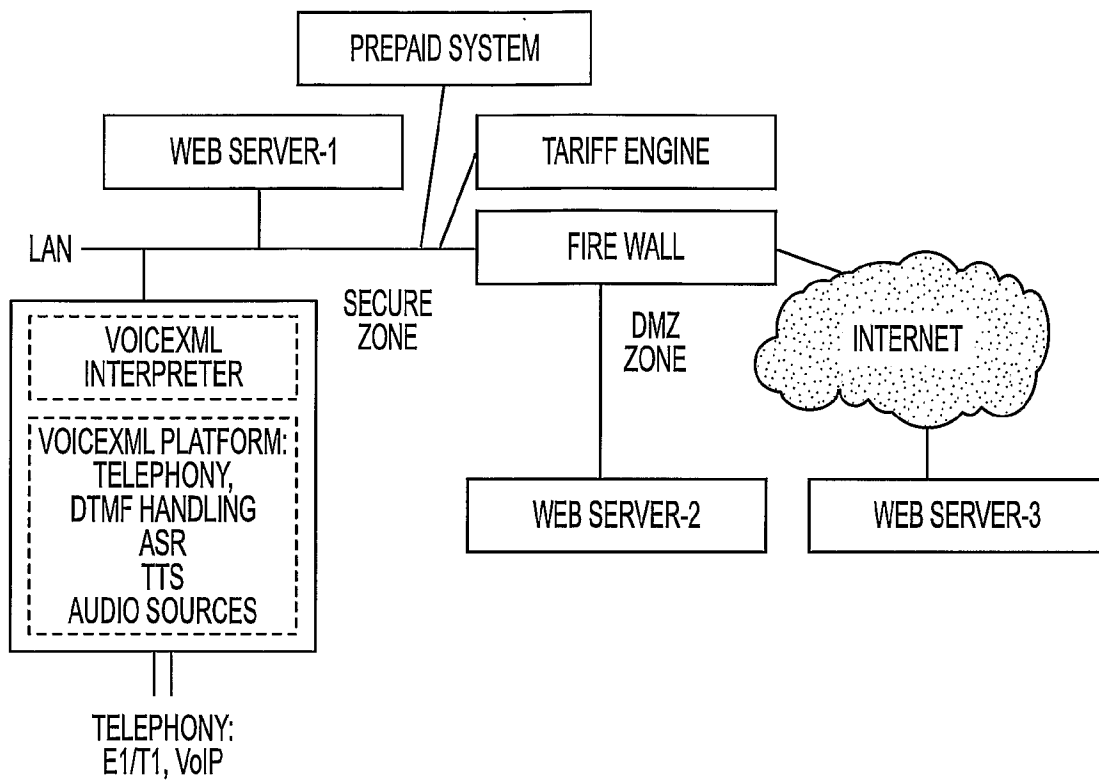 PREPAID SYSTEM
WEB SERVER-1
TARIFF ENGINE
LAN
FIRE WALL
SECURE
ZONE
DMZ
ZONE
INTERNET
VOICEXML
INTERPRETER
VOICEXML PLATFORM:
TELEPHONY,
DTMF HANDLING
ASR
TTS
AUDIO SOURCES
WEB SERVER-2
WEB SERVER-3
TELEPHONY:
E1/T1, VoIP